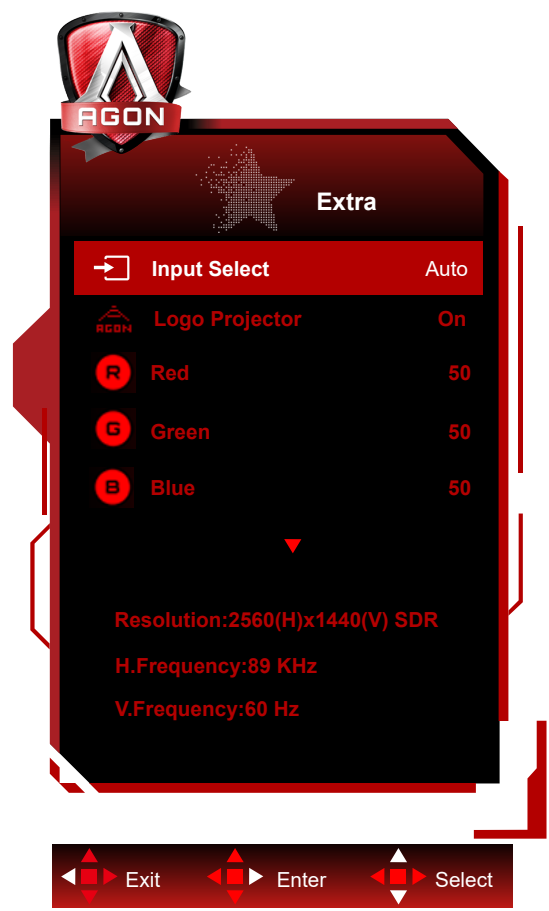 AGON
Extra
Input Select Auto
AGON Logo Projector On
R Red 50
G Green 50
B Blue 50
Resolution:2560(H)x1440(V) SDR
H.Frequency:89 KHz
V.Frequency:60 Hz
Exit Enter Select